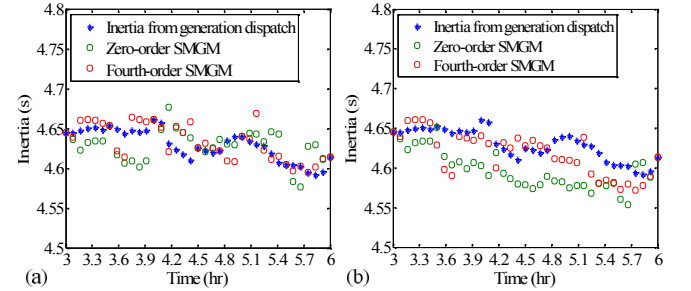 4.8
4.75
4.7
4.65
4.6
4.55
4.5
Inertia (s)
Inertia from generation dispatch
Zero-order SMGM
Fourth-order SMGM
3 3.3 3.6 3.9 4.2 4.5 4.8 5.1 5.4 5.7 6
(a) Time (hr)
4.8
4.75
4.7
4.65
4.6
4.55
4.5
Inertia (s)
Inertia from generation dispatch
Zero-order SMGM
Fourth-order SMGM
3 3.3 3.6 3.9 4.2 4.5 4.8 5.1 5.4 5.7 6
(b) Time (hr)